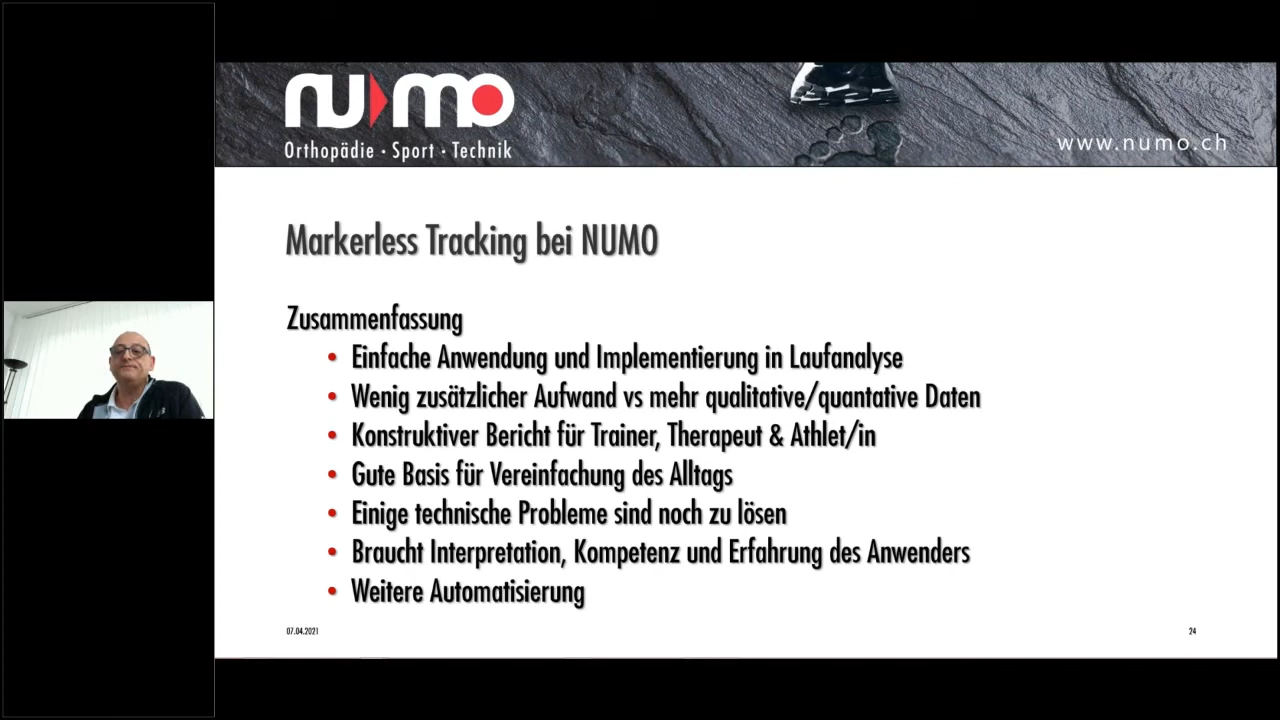 numo
Orthopädie · Sport · Technik
www.numo.ch
Markerless Tracking bei NUMO
Zusammenfassung
• Einfache Anwendung und Implementierung in Laufanalyse
• Wenig zusätzlicher Aufwand vs mehr qualitative/quantative Daten
• Konstruktiver Bericht für Trainer, Therapeut & Athlet/in
• Gute Basis für Vereinfachung des Alltags
• Einige technische Probleme sind noch zu lösen
• Braucht Interpretation, Kompetenz und Erfahrung des Anwenders
• Weitere Automatisierung
07.04.2021
24